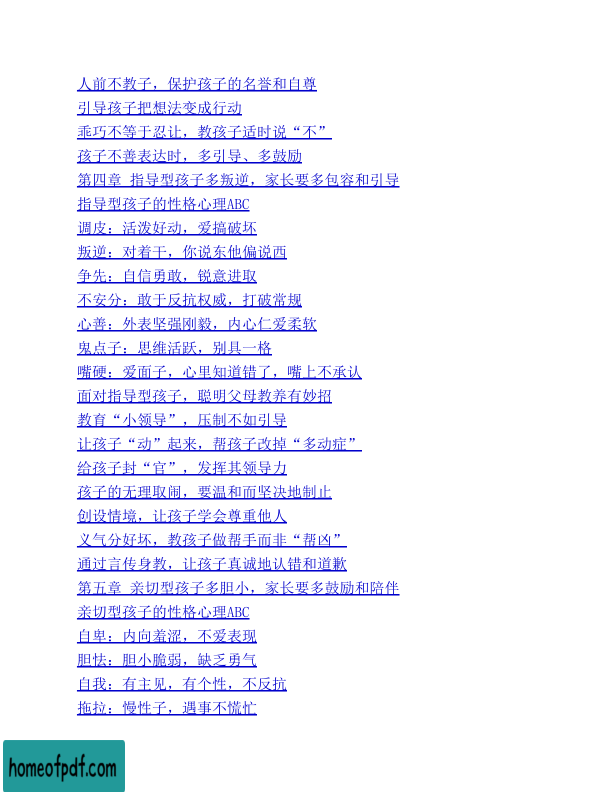 人前不教子，保护孩子的名誉和自尊
引导孩子把想法变成行动
乖巧不等于忍让，教孩子适时说“不”
孩子不善表达时，多引导、多鼓励
第四章 指导型孩子多叛逆，家长要多包容和引导
指导型孩子的性格心理ABC
调皮：活泼好动，爱搞破坏
叛逆：对着干，你说东他偏说西
争先：自信勇敢，锐意进取
不安分：敢于反抗权威，打破常规
心善：外表坚强刚毅，内心仁爱柔软
鬼点子：思维活跃，别具一格
嘴硬：爱面子，心里知道错了，嘴上不承认
面对指导型孩子，聪明父母教养有妙招
教育“小领导”，压制不如引导
让孩子“动”起来，帮孩子改掉“多动症”
给孩子封“官”，发挥其领导力
孩子的无理取闹，要温和而坚决地制止
创设情境，让孩子学会尊重他人
义气分好坏，教孩子做帮手而非“帮凶”
通过言传身教，让孩子真诚地认错和道歉
第五章 亲切型孩子多胆小，家长要多鼓励和陪伴
亲切型孩子的性格心理ABC
自卑：内向羞涩，不爱表现
胆怯：胆小脆弱，缺乏勇气
自我：有主见，有个性，不反抗
拖拉：慢性子，遇事不慌忙
homeofpdf.com